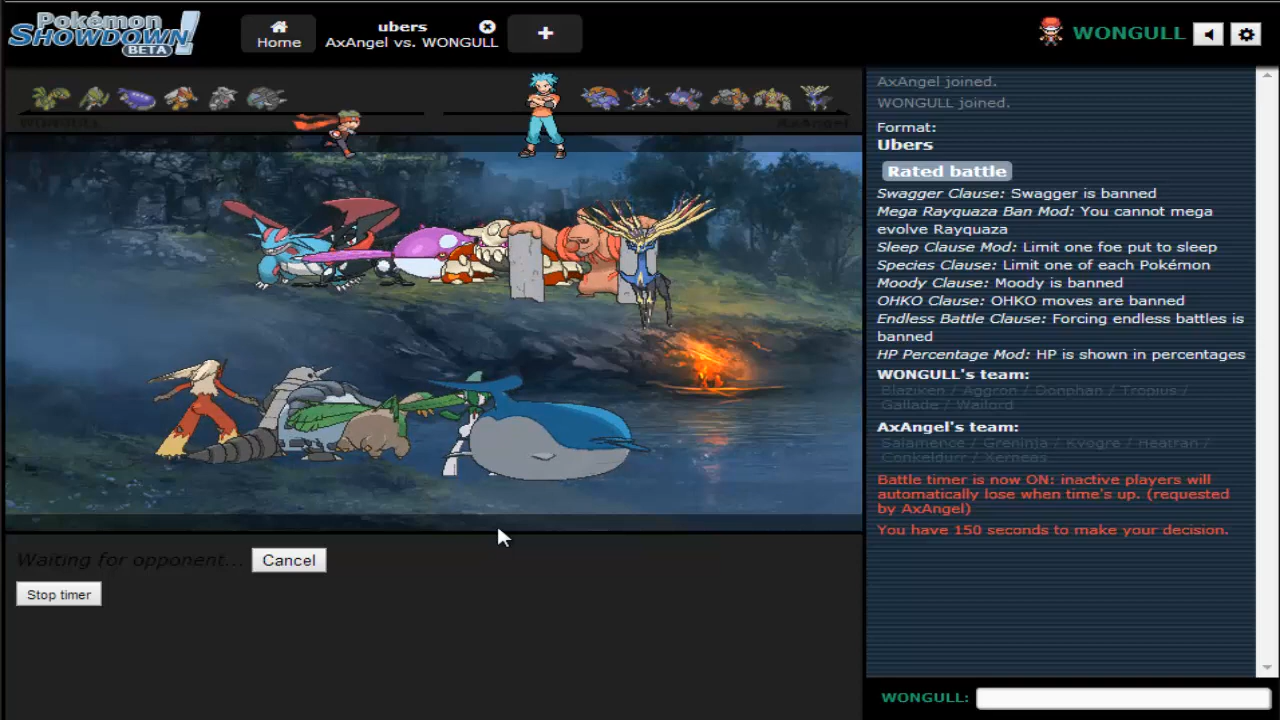 Pokémon
SHOWDOWN!
BETA
Home
ubers
AxAngel vs. WONGULL
+
WONGULL
WONGULL
AxAngel
AxAngel joined.
WONGULL joined.
Format:
Ubers
Rated battle
Swagger Clause: Swagger is banned
Mega Rayquaza Ban Mod: You cannot mega
evolve Rayquaza
Sleep Clause Mod: Limit one foe put to sleep
Species Clause: Limit one of each Pokémon
Moody Clause: Moody is banned
OHKO Clause: OHKO moves are banned
Endless Battle Clause: Forcing endless battles is
banned
HP Percentage Mod: HP is shown in percentages
WONGULL's team:
Blaziken / Aggron / Donphan / Tropius /
Gallade / Wailord
AxAngel's team:
Salamence / Greninja / Kyogre / Heatran /
Conkeldurr / Xerneas
Battle timer is now ON: inactive players will
automatically lose when time's up. (requested
by AxAngel)
You have 150 seconds to make your decision.
Waiting for opponent... Cancel
Stop timer
WONGULL: